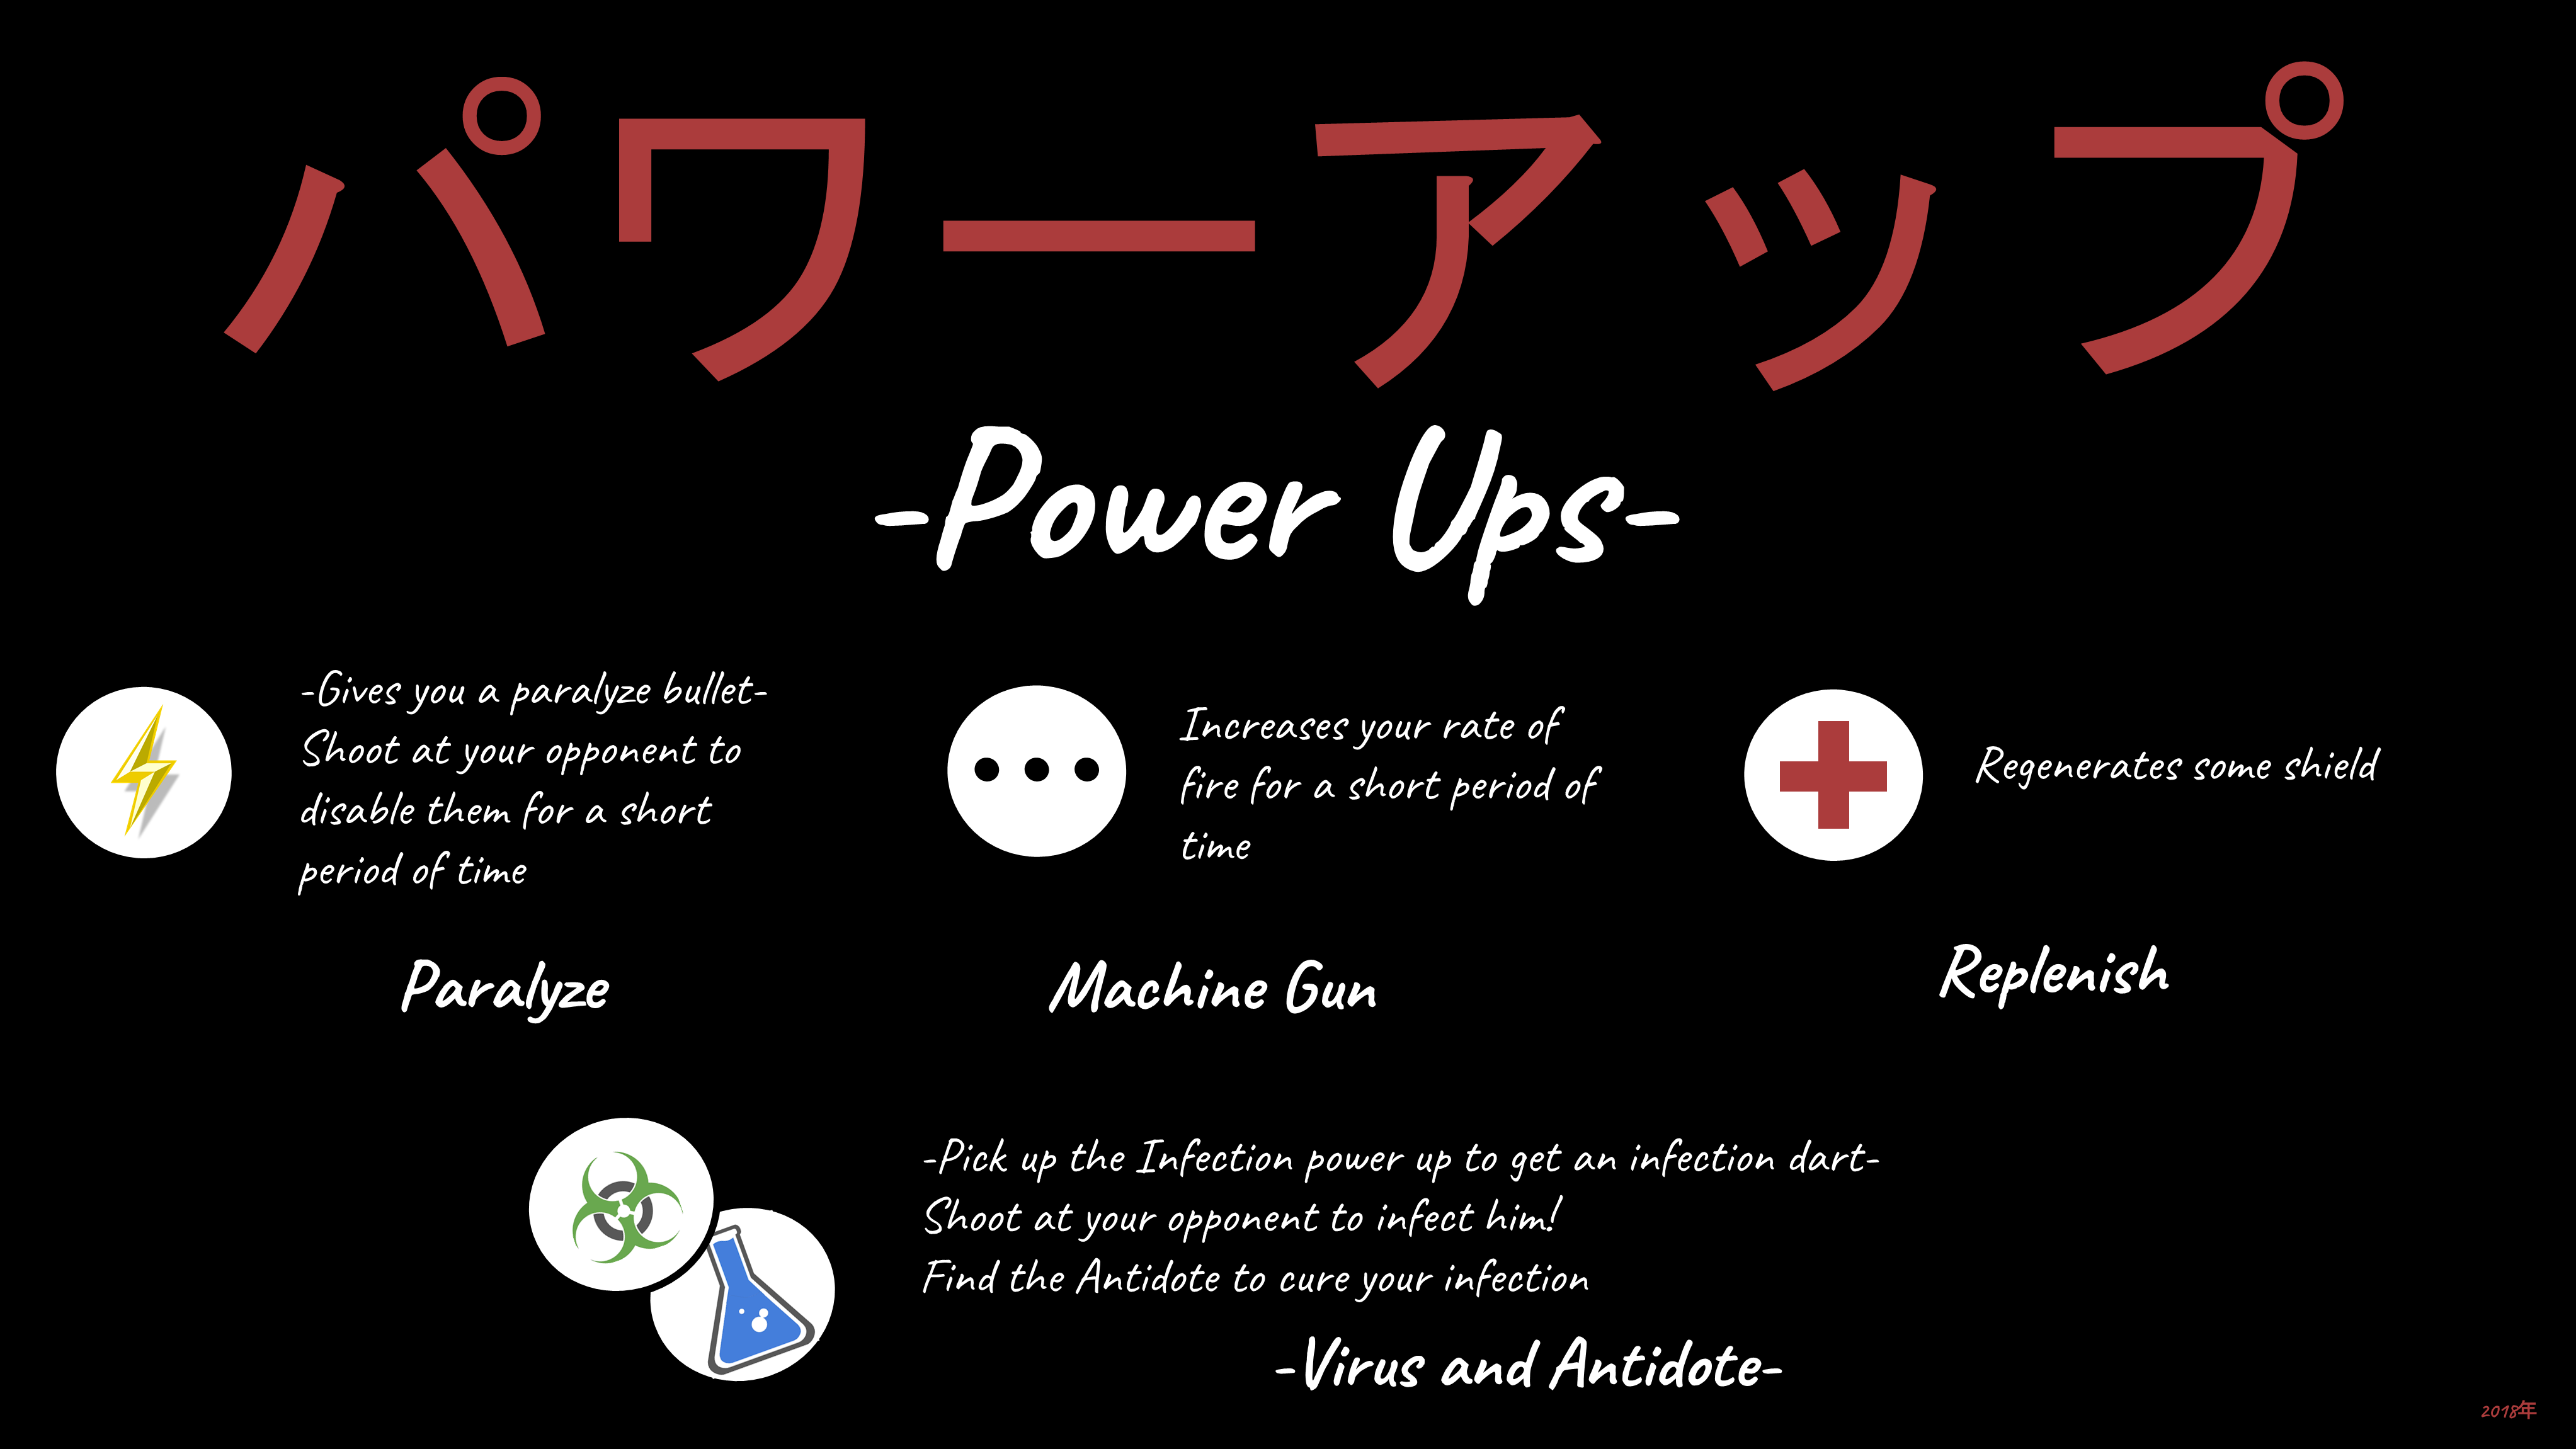 パワーアップ
-Power Ups-
-Gives you a paralyze bullet-
Shoot at your opponent to
disable them for a short
period of time
Paralyze
Increases your rate of
fire for a short period of
time
Machine Gun
Regenerates some shield
Replenish
-Pick up the Infection power up to get an infection dart-
Shoot at your opponent to infect him!
Find the Antidote to cure your infection
-Virus and Antidote-
2018年